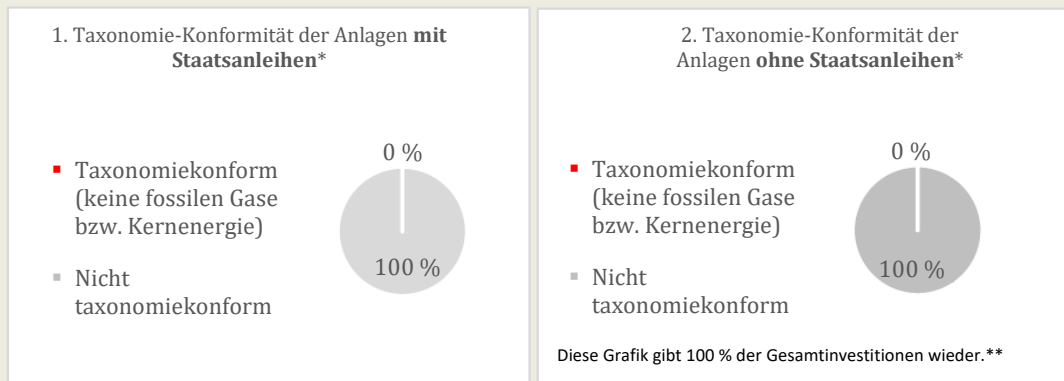 1. Taxonomie-Konformität der Anlagen mit
Staatsanleihen*
Taxonomiekonform
(keine fossilen Gase
bzw. Kernenergie)
Nicht
taxonomiekonform
0 %
100 %
2. Taxonomie-Konformität der
Anlagen ohne Staatsanleihen*
Taxonomiekonform
(keine fossilen Gase
bzw. Kernenergie)
Nicht
taxonomiekonform
0 %
100 %
Diese Grafik gibt 100 % der Gesamtinvestitionen wieder.**